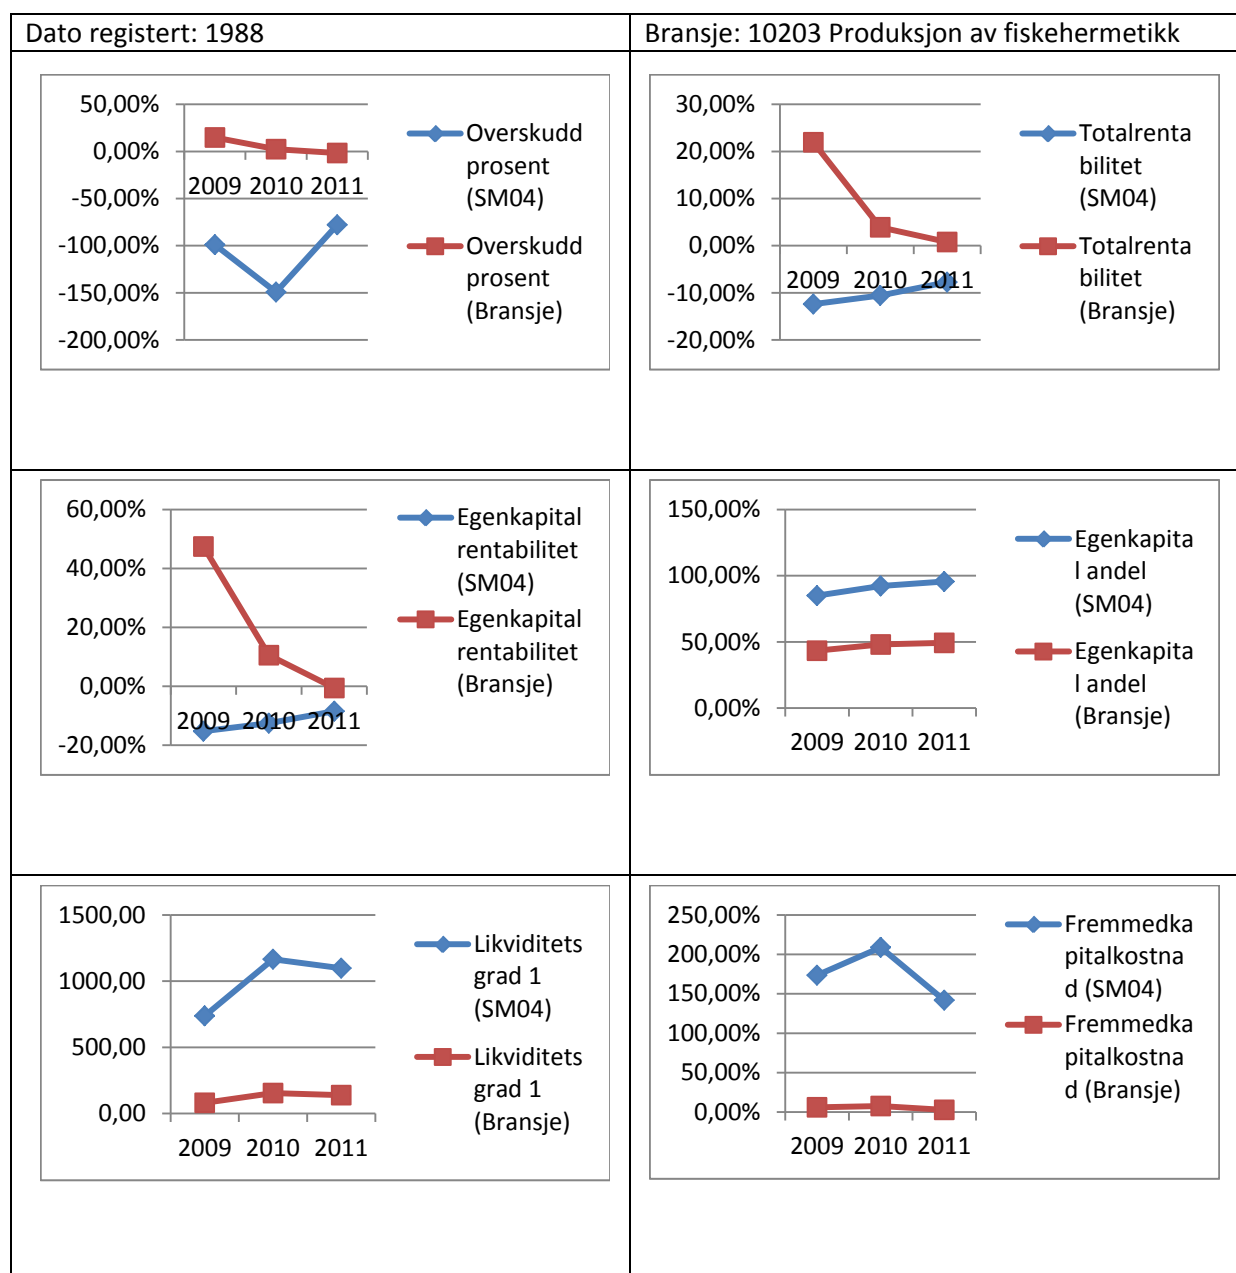 Dato registert: 1988
Bransje: 10203 Produksjon av fiskehermetikk
50,00%
0,00%
-50,00%
-100,00%
-150,00%
-200,00%
2009 2010 2011
Overskudd
prosent
(SM04)
Overskudd
prosent
(Bransje)
30,00%
20,00%
10,00%
0,00%
-10,00%
-20,00%
2009 2010 2011
Totalrenta
bilitet
(SM04)
Totalrenta
bilitet
(Bransje)
60,00%
40,00%
20,00%
0,00%
-20,00%
2009 2010 2011
Egenkapital
rentabilitet
(SM04)
Egenkapital
rentabilitet
(Bransje)
150,00%
100,00%
50,00%
0,00%
2009 2010 2011
Egenkapita
l andel
(SM04)
Egenkapita
l andel
(Bransje)
1500,00
1000,00
500,00
0,00
2009 2010 2011
Likviditets
grad 1
(SM04)
Likviditets
grad 1
(Bransje)
250,00%
200,00%
150,00%
100,00%
50,00%
0,00%
2009 2010 2011
Fremmedka
pitalkostna
d (SM04)
Fremmedka
pitalkostna
d (Bransje)